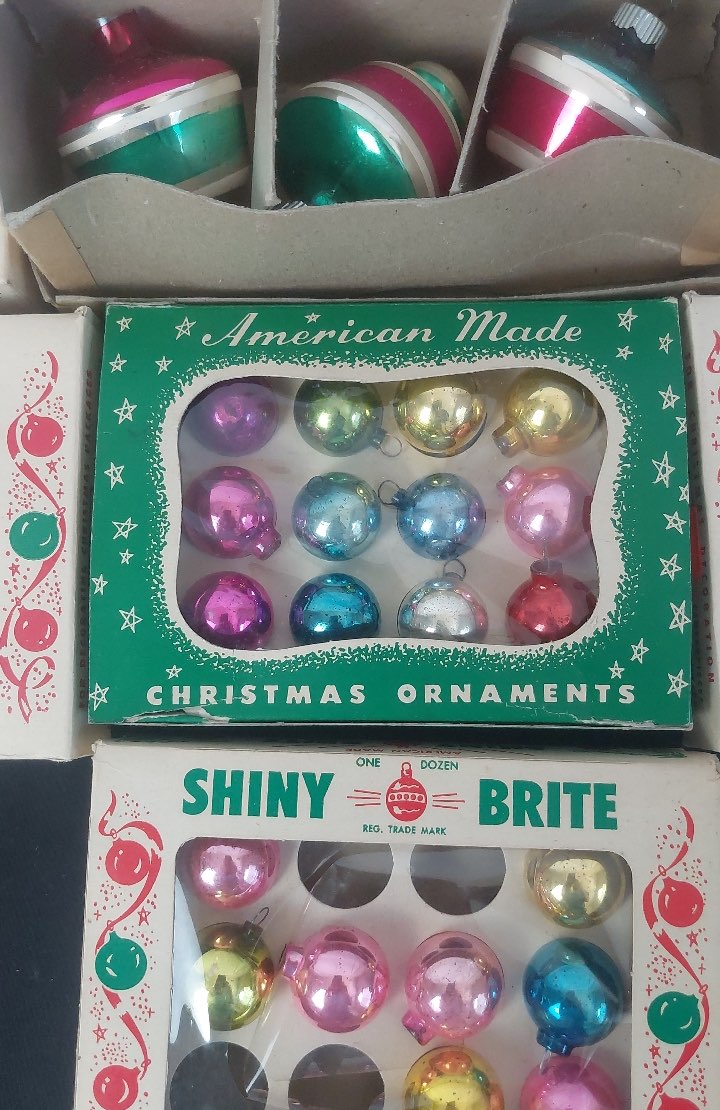 American Made
CHRISTMAS ORNAMENTS
ONE DOZEN
SHINY BRITE
REG. TRADE MARK